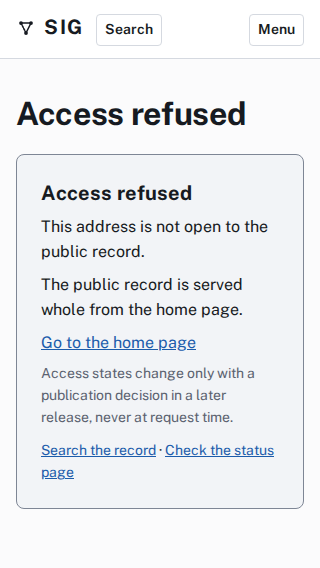 SIG
Search
Menu
Access refused
Access refused
This address is not open to the
public record.
The public record is served
whole from the home page.
Go to the home page
Access states change only with a
publication decision in a later
release, never at request time.
Search the record · Check the status
page